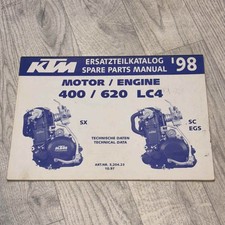 KTM
ERSATZTEILKATALOG
SPARE PARTS MANUAL
'98
MOTOR / ENGINE
400 / 620 LC4
SX
SC
EGS
TECHNISCHE DATEN
TECHNICAL DATA
ART.NR. 3.204.23
10/97